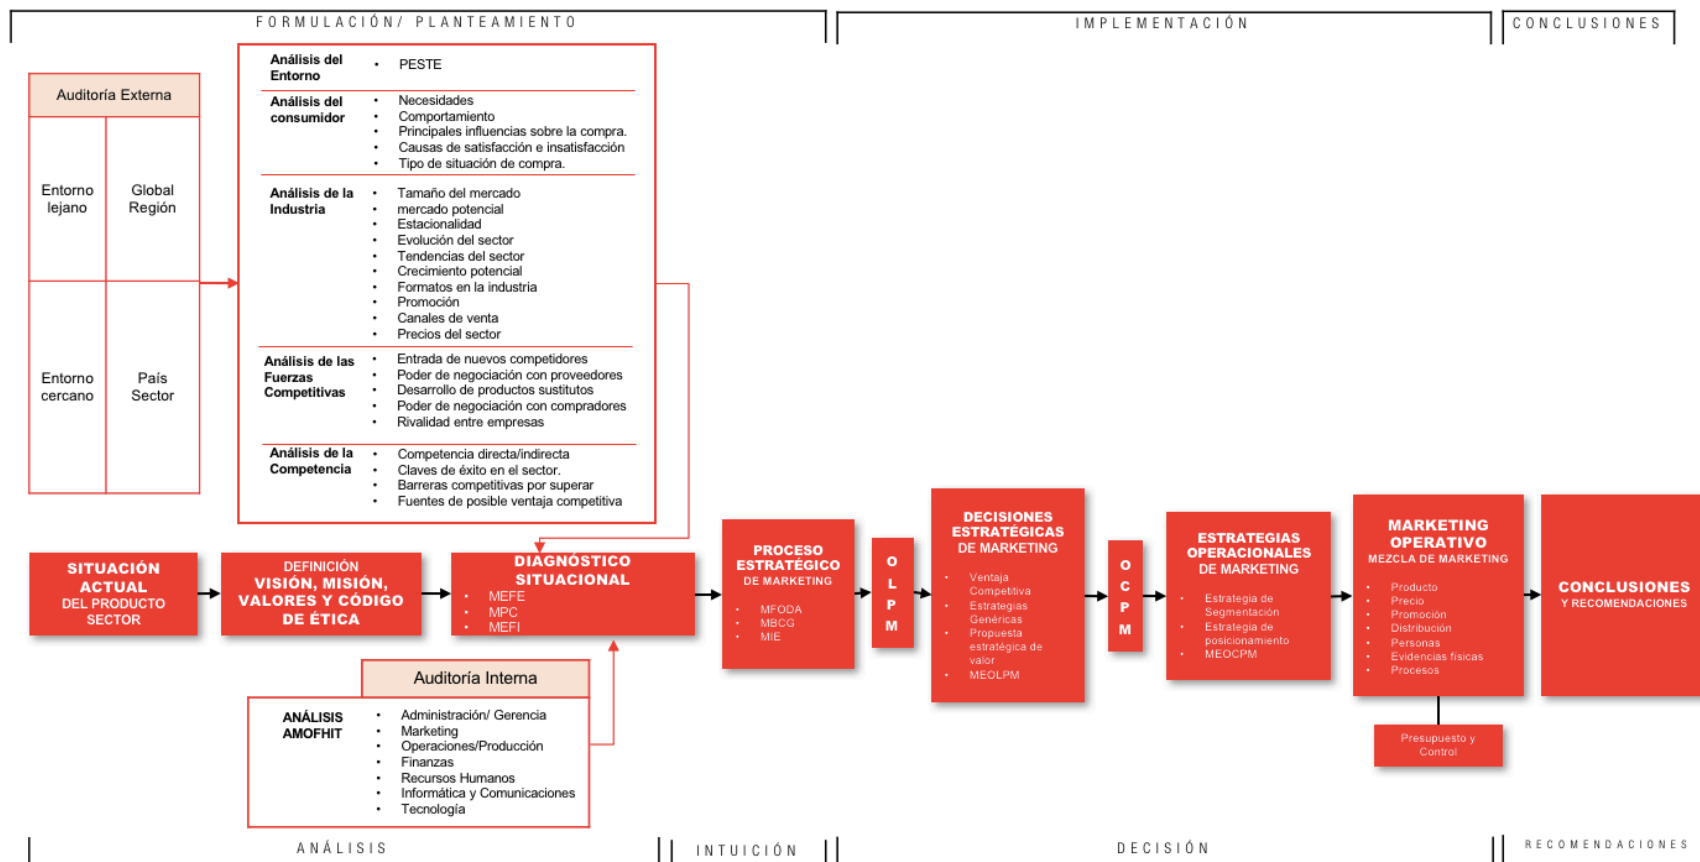 FORMULACIÓN/ PLANTEAMIENTO
IMPLEMENTACIÓN
CONCLUSIONES
Auditoría Externa
Entorno
lejano
Global
Región
Entorno
cercano
País
Sector
Análisis del
Entorno
• PESTE
Análisis del
consumidor
• Necesidades
• Comportamiento
• Principales influencias sobre la compra.
• Causas de satisfacción e insatisfacción
• Tipo de situación de compra.
Análisis de la
Industria
• Tamaño del mercado
• mercado potencial
• Estacionalidad
• Evolución del sector
• Tendencias del sector
• Crecimiento potencial
• Formatos en la industria
• Promoción
• Canales de venta
• Precios del sector
Análisis de las
Fuerzas
Competitivas
• Entrada de nuevos competidores
• Poder de negociación con proveedores
• Desarrollo de productos sustitutos
• Poder de negociación con compradores
• Rivalidad entre empresas
Análisis de la
Competencia
• Competencia directa/indirecta
• Claves de éxito en el sector.
• Barreras competitivas por superar
• Fuentes de posible ventaja competitiva
SITUACIÓN
ACTUAL
DEL PRODUCTO
SECTOR
DEFINICIÓN
VISIÓN, MISIÓN,
VALORES Y CÓDIGO
DE ÉTICA
DIAGNÓSTICO
SITUACIONAL
• MEFE
• MPC
• MEFI
PROCESO
ESTRATÉGICO
DE MARKETING
• MFODA
• MBCG
• MIE
O
L
P
M
DECISIONES
ESTRATÉGICAS
DE MARKETING
• Ventaja
Competitiva
• Estrategias
Genéricas
• Propuesta
estratégica de
valor
• MEOLPM
O
C
P
M
ESTRATEGIAS
OPERACIONALES
DE MARKETING
• Estrategia de
Segmentación
• Estrategia de
posicionamiento
• MEOCPM
MARKETING
OPERATIVO
MEZCLA DE MARKETING
• Producto
• Precio
• Promoción
• Distribución
• Personas
• Evidencias físicas
• Procesos
CONCLUSIONES
Y RECOMENDACIONES
Presupuesto y
Control
Auditoría Interna
ANÁLISIS
AMOFHIT
• Administración/ Gerencia
• Marketing
• Operaciones/Producción
• Finanzas
• Recursos Humanos
• Informática y Comunicaciones
• Tecnología
ANÁLISIS
INTUICIÓN
DECISIÓN
RECOMENDACIONES